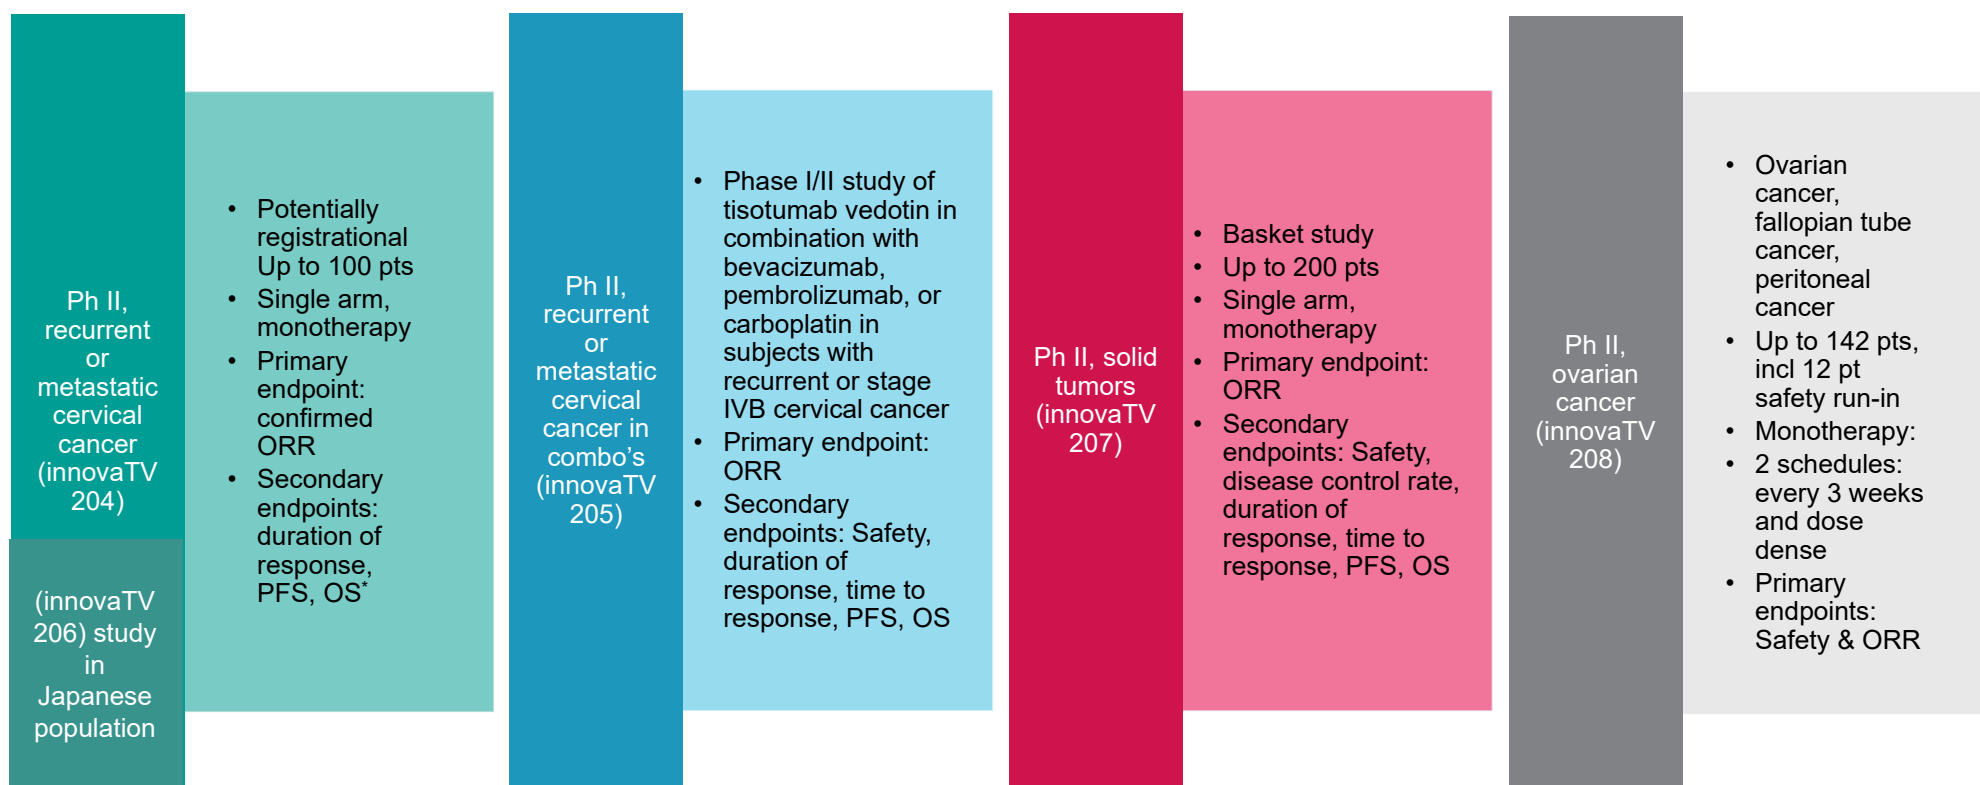 Ph II,
recurrent
or
metastatic
cervical
cancer
(innovaTV
204)
(innovaTV
206) study
in
Japanese
population
• Potentially
registrational
Up to 100 pts
• Single arm,
monotherapy
• Primary
endpoint:
confirmed
ORR
• Secondary
endpoints:
duration of
response,
PFS, OS*
Ph II,
recurrent
or
metastatic
cervical
cancer in
combo’s
(innovaTV
205)
• Phase I/II study of
tisotumab vedotin in
combination with
bevacizumab,
pembrolizumab, or
carboplatin in
subjects with
recurrent or stage
IVB cervical cancer
• Primary endpoint:
ORR
• Secondary
endpoints: Safety,
duration of
response, time to
response, PFS, OS
Ph II, solid
tumors
(innovaTV
207)
• Basket study
• Up to 200 pts
• Single arm,
monotherapy
• Primary endpoint:
ORR
• Secondary
endpoints: Safety,
disease control rate,
duration of
response, time to
response, PFS, OS
Ph II,
ovarian
cancer
(innovaTV
208)
• Ovarian
cancer,
fallopian tube
cancer,
peritoneal
cancer
• Up to 142 pts,
incl 12 pt
safety run-in
• Monotherapy:
• 2 schedules:
every 3 weeks
and dose
dense
• Primary
endpoints:
Safety & ORR